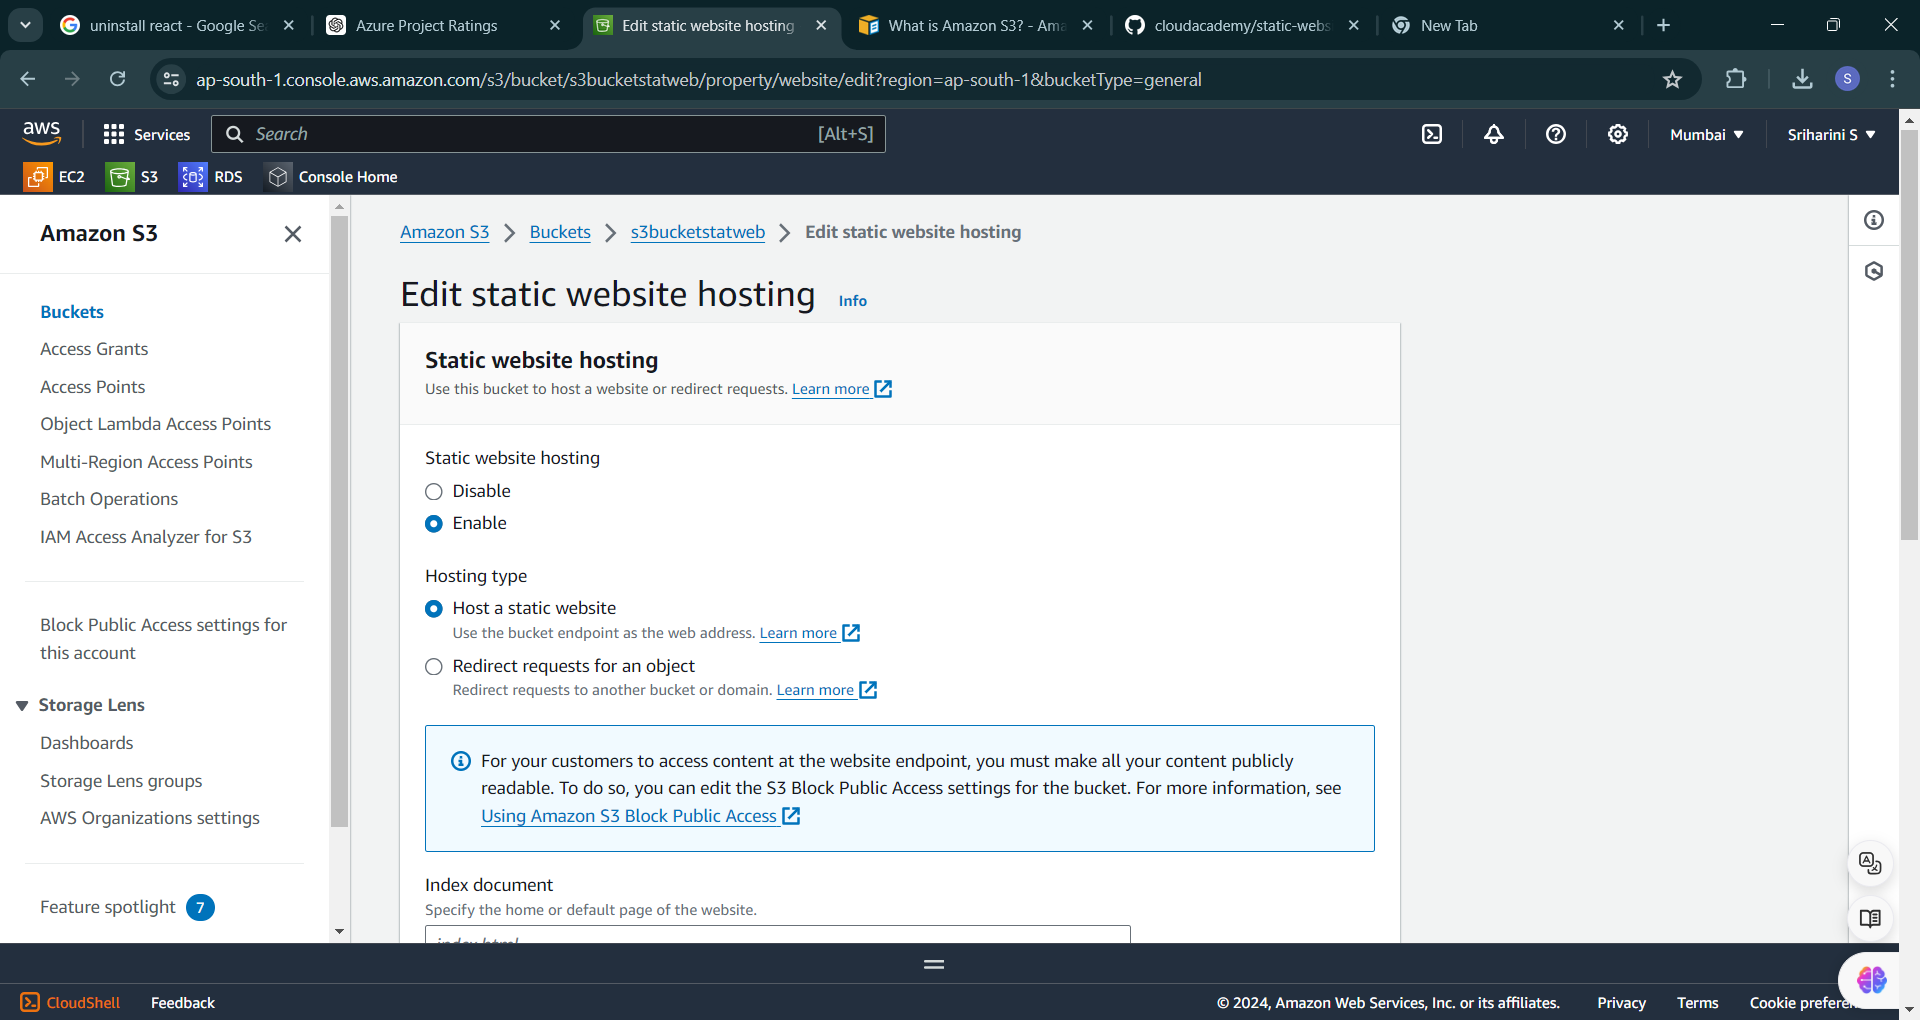 uninstall react - Google Se
Azure Project Ratings
Edit static website hosting
What is Amazon S3? - Ama
cloudacademy/static-webs
New Tab
ap-south-1.console.aws.amazon.com/s3/bucket/s3bucketstatweb/property/website/edit?region=ap-south-1&bucketType=general
S
aws
Services
Search
[Alt+S]
Mumbai
Sriharini S
EC2
S3
RDS
Console Home
Amazon S3
Buckets
Access Grants
Access Points
Object Lambda Access Points
Multi-Region Access Points
Batch Operations
IAM Access Analyzer for S3
Block Public Access settings for
this account
Storage Lens
Dashboards
Storage Lens groups
AWS Organizations settings
Feature spotlight 7
Amazon S3 > Buckets > s3bucketstatweb > Edit static website hosting
Edit static website hosting Info
Static website hosting
Use this bucket to host a website or redirect requests. Learn more
Static website hosting
Disable
Enable
Hosting type
Host a static website
Use the bucket endpoint as the web address. Learn more
Redirect requests for an object
Redirect requests to another bucket or domain. Learn more
For your customers to access content at the website endpoint, you must make all your content publicly
readable. To do so, you can edit the S3 Block Public Access settings for the bucket. For more information, see
Using Amazon S3 Block Public Access
Index document
Specify the home or default page of the website.
index.html
CloudShell
Feedback
© 2024, Amazon Web Services, Inc. or its affiliates.
Privacy
Terms
Cookie prefere